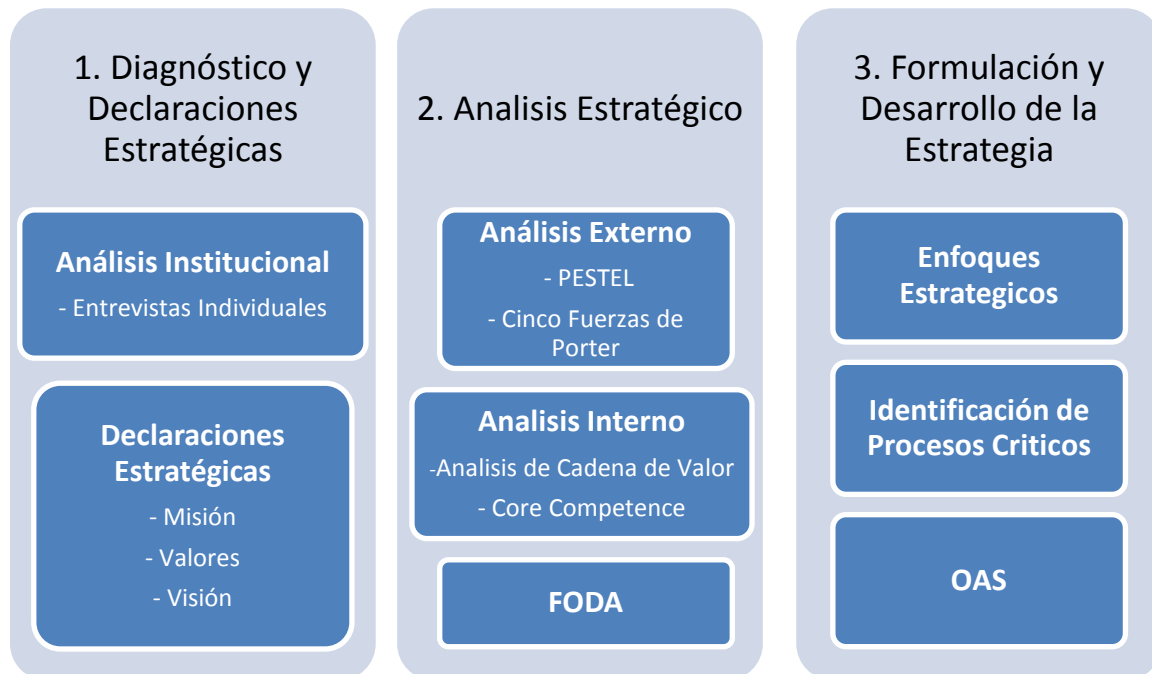 1. Diagnóstico y
Declaraciones
Estratégicas
Análisis Institucional
- Entrevistas Individuales
Declaraciones
Estratégicas
- Misión
- Valores
- Visión
2. Analisis Estratégico
Análisis Externo
- PESTEL
- Cinco Fuerzas de
Porter
Analisis Interno
-Analisis de Cadena de Valor
- Core Competence
FODA
3. Formulación y
Desarrollo de la
Estrategia
Enfoques
Estrategicos
Identificación de
Procesos Criticos
OAS